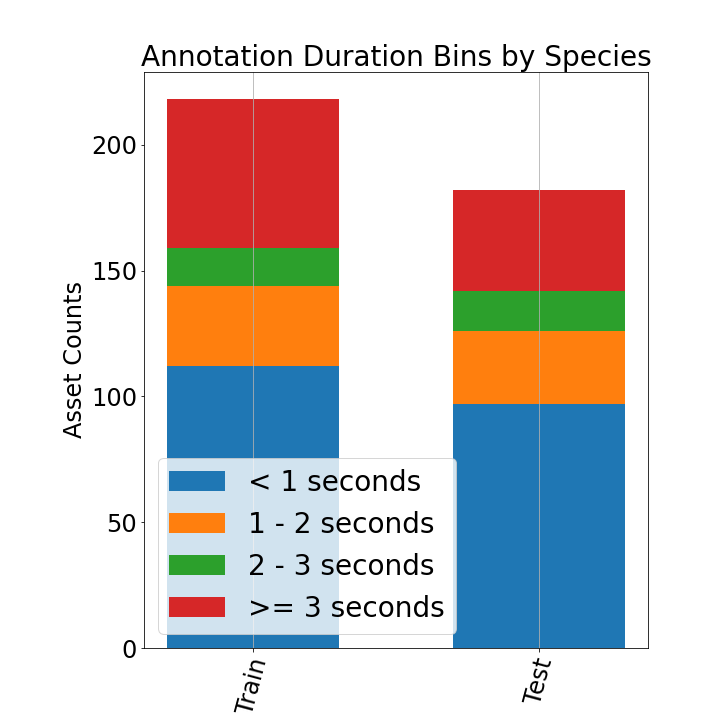 Annotation Duration Bins by Species
Asset Counts
200
150
100
50
0
< 1 seconds
1 - 2 seconds
2 - 3 seconds
>= 3 seconds
Train
Test